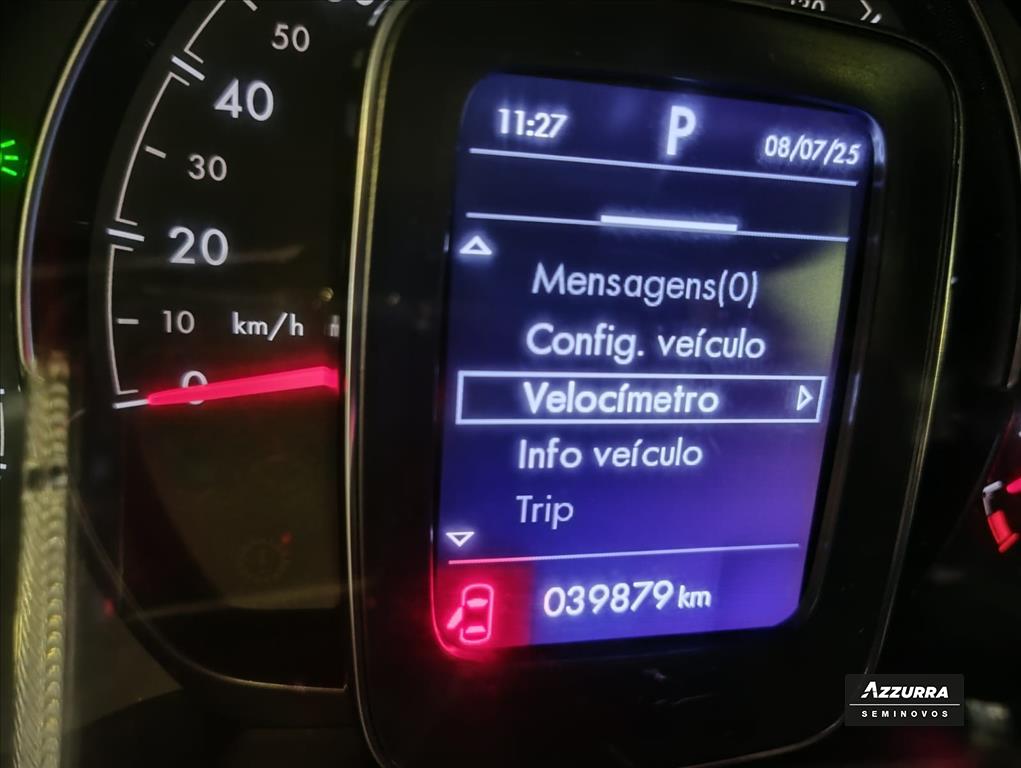 50
40
30
20
10 km/h
0
11:27 P 08/07/25
Mensagens(0)
Config. veículo
Velocímetro
Info veículo
Trip
039879 km
AZZURRA
SEMINOVOS